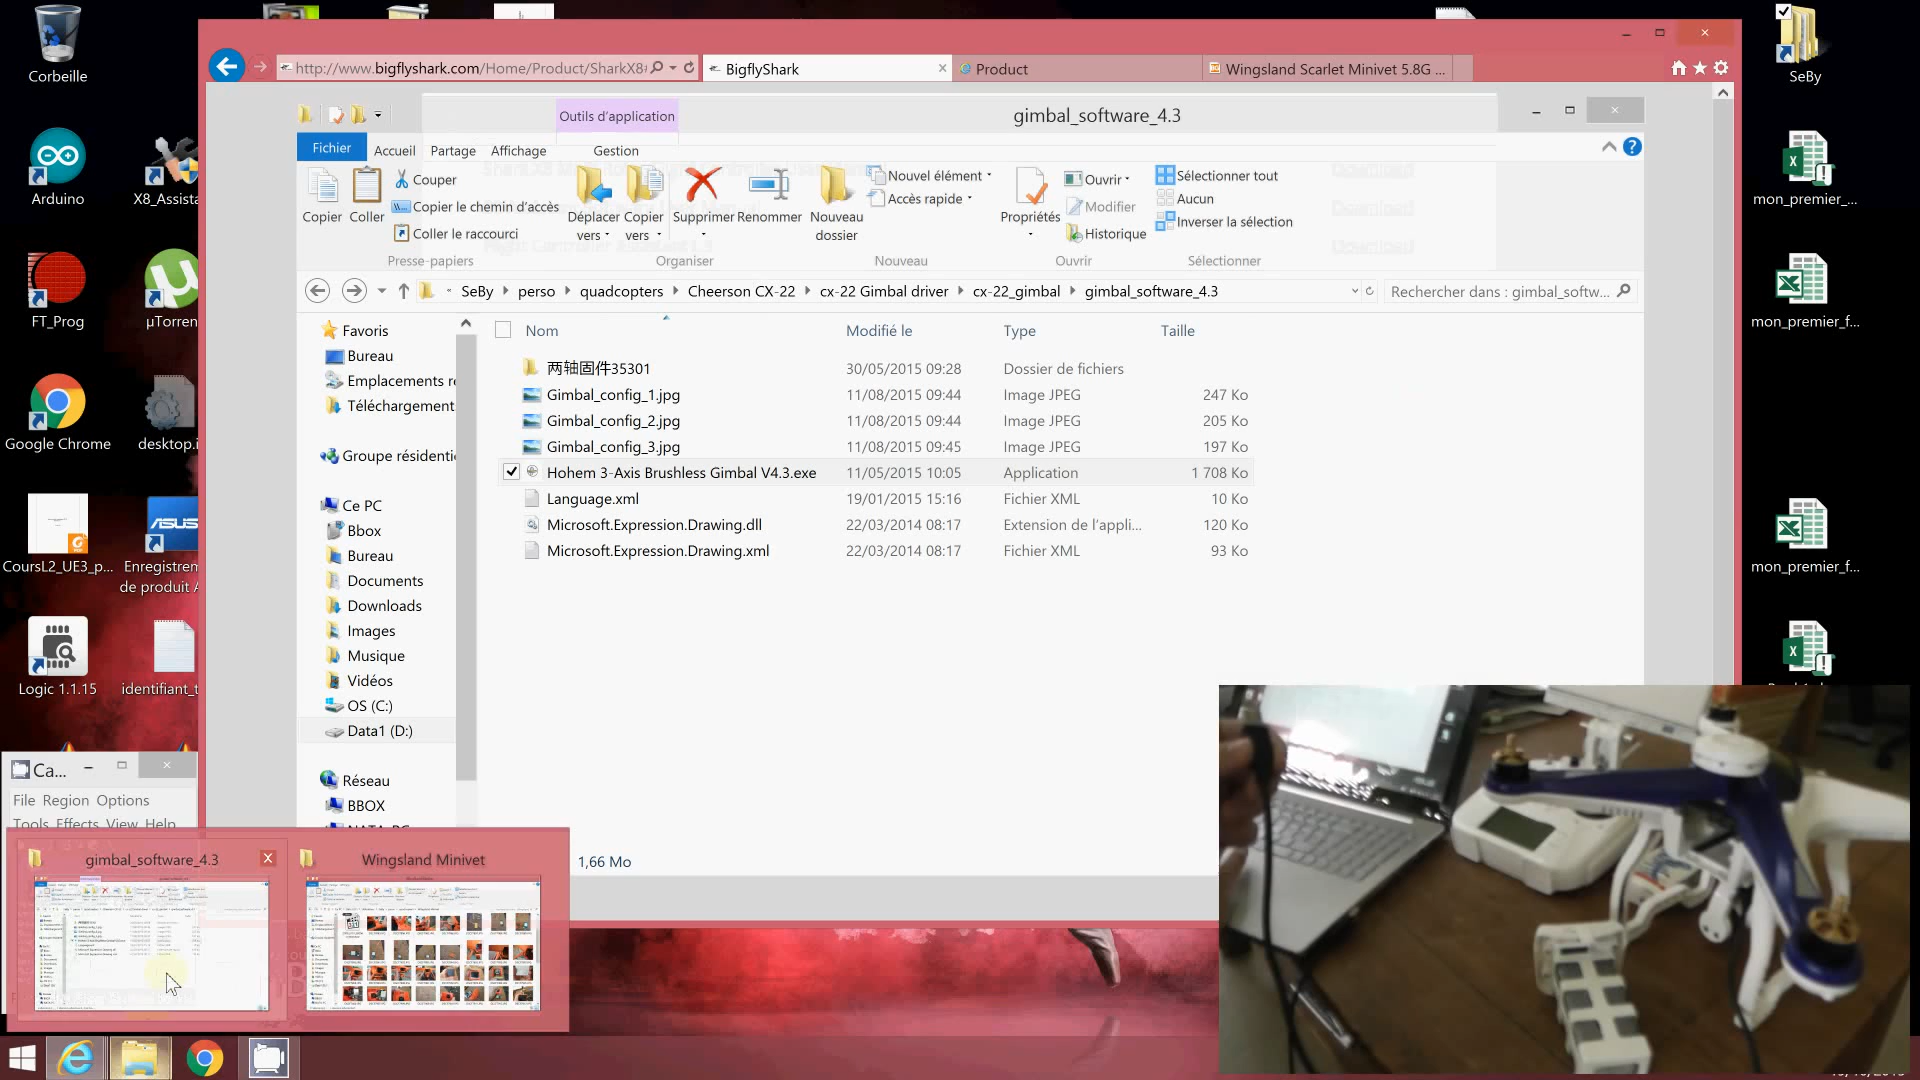 Corbeille
Arduino
X8_Assista
FT_Prog
µTorren
Google Chrome
desktop.i
CoursL2_UE3_p...
Enregistrem
de produit A
Logic 1.1.15
identifiant_t
SeBy
mon_premier_...
mon_premier_f...
mon_premier_f...
http://www.bigflyshark.com/Home/Product/SharkX8
BigflyShark
Product
Wingsland Scarlet Minivet 5.8G ...
Outils d'application
gimbal_software_4.3
Fichier
Accueil
Partage
Affichage
Gestion
Copier
Coller
Couper
Copier le chemin d'accès
Coller le raccourci
Presse-papiers
Déplacer
vers
Copier
vers
Supprimer
Renommer
Organiser
Nouveau
dossier
Nouvel élément
Accès rapide
Nouveau
Propriétés
Ouvrir
Modifier
Historique
Ouvrir
Sélectionner tout
Aucun
Inverser la sélection
Sélectionner
Download
Download
Download
SeBy
perso
quadcopters
Cheerson CX-22
cx-22 Gimbal driver
cx-22_gimbal
gimbal_software_4.3
Rechercher dans : gimbal_softw...
Favoris
Bureau
Emplacements ré
Téléchargement
Groupe résidenti
Ce PC
Bbox
Bureau
Documents
Downloads
Images
Musique
Vidéos
OS (C:)
Data1 (D:)
Réseau
BBOX
Nom Modifié le Type Taille
两轴固件35301 30/05/2015 09:28 Dossier de fichiers
Gimbal_config_1.jpg 11/08/2015 09:44 Image JPEG 247 Ko
Gimbal_config_2.jpg 11/08/2015 09:44 Image JPEG 205 Ko
Gimbal_config_3.jpg 11/08/2015 09:45 Image JPEG 197 Ko
Hohem 3-Axis Brushless Gimbal V4.3.exe 11/05/2015 10:05 Application 1 708 Ko
Language.xml 19/01/2015 15:16 Fichier XML 10 Ko
Microsoft.Expression.Drawing.dll 22/03/2014 08:17 Extension de l'appli... 120 Ko
Microsoft.Expression.Drawing.xml 22/03/2014 08:17 Fichier XML 93 Ko
1,66 Mo
Ca...
File Region Options
Tools Effects View Help
gimbal_software_4.3
Wingsland Minivet